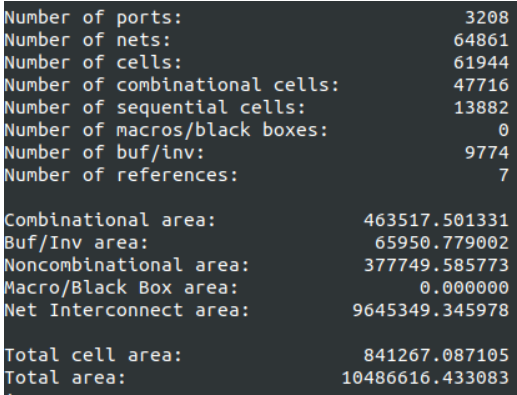 Number of ports: 3208
Number of nets: 64861
Number of cells: 61944
Number of combinational cells: 47716
Number of sequential cells: 13882
Number of macros/black boxes: 0
Number of buf/inv: 9774
Number of references: 7
Combinational area: 463517.501331
Buf/Inv area: 65950.779002
Noncombinational area: 377749.585773
Macro/Black Box area: 0.000000
Net Interconnect area: 9645349.345978
Total cell area: 841267.087105
Total area: 10486616.433083